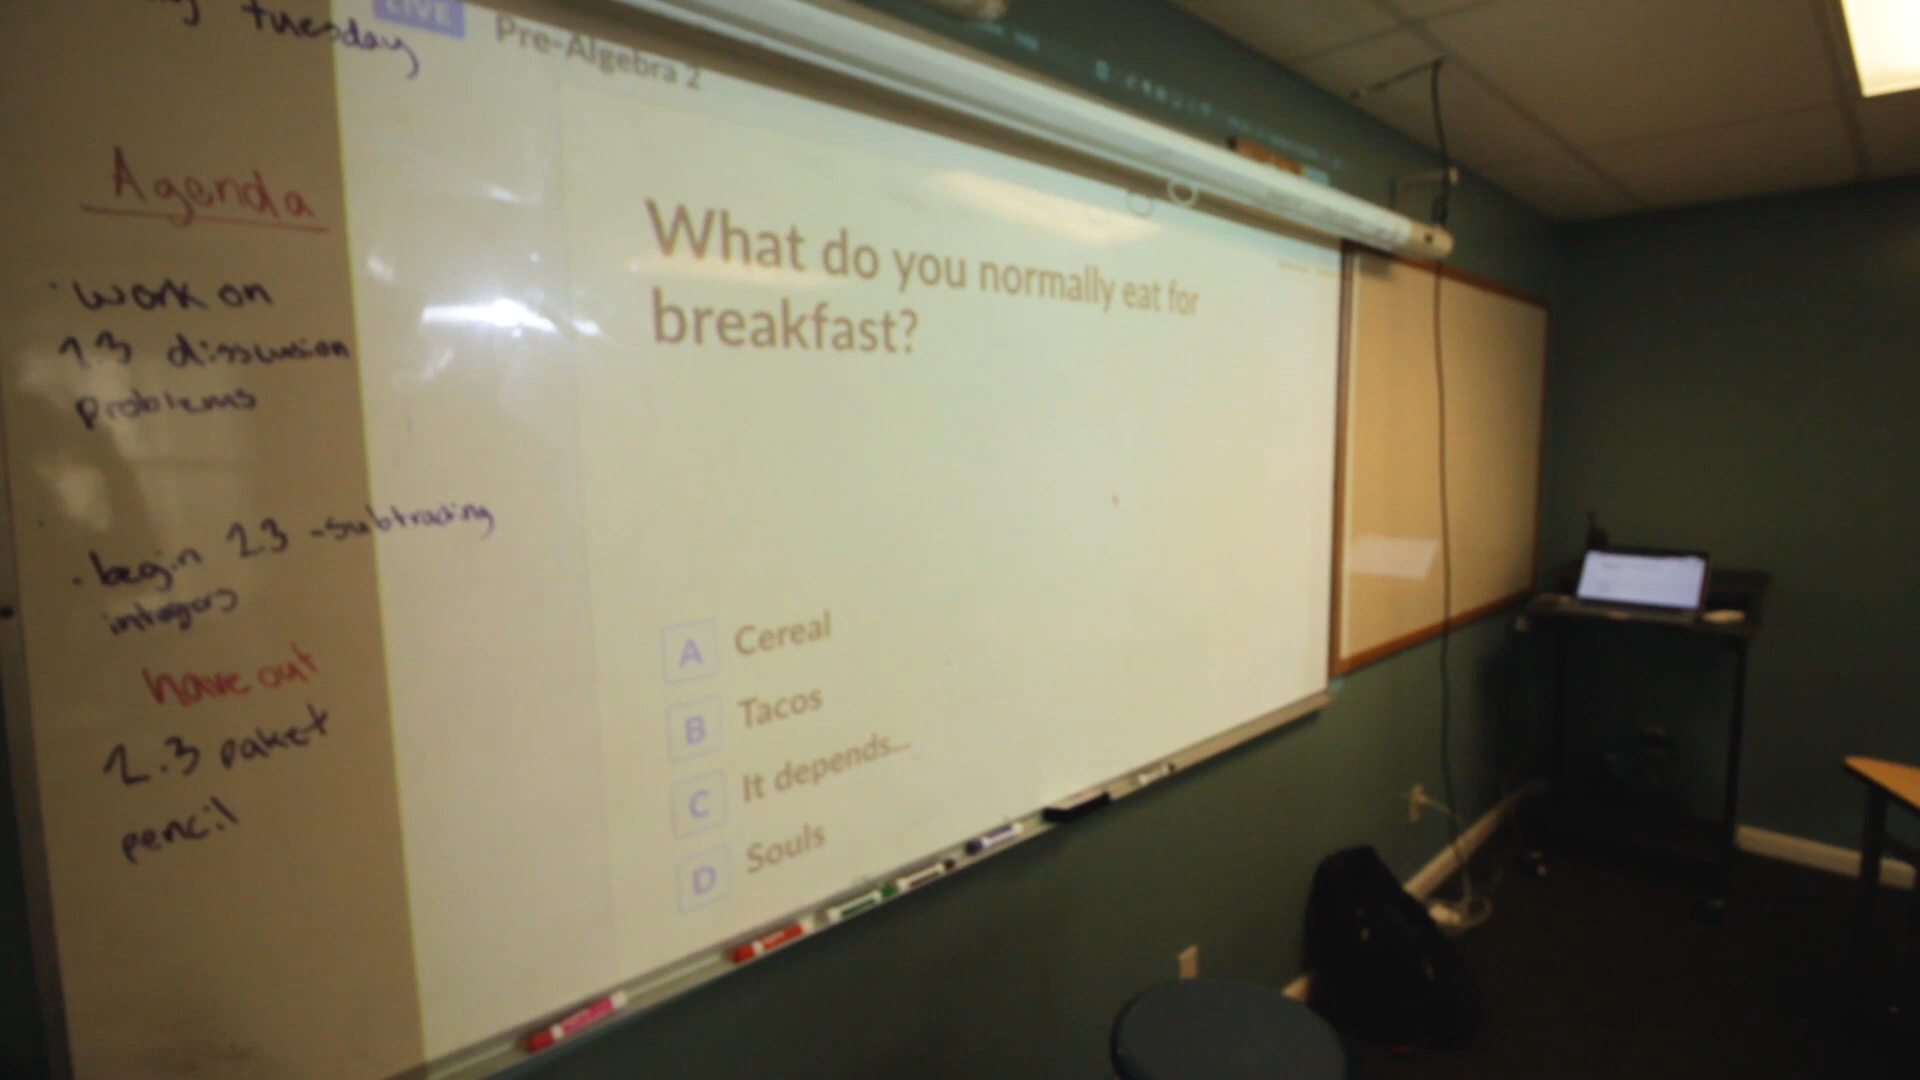 tuesday
LIVE
Pre-Algebra 2
Agenda
· work on
1.3 disscusion
problems
· begin 2.3 - subtracting
integers
have out
2.3 paket
pencil
What do you normally eat for
breakfast?
A Cereal
B Tacos
C It depends...
D Souls